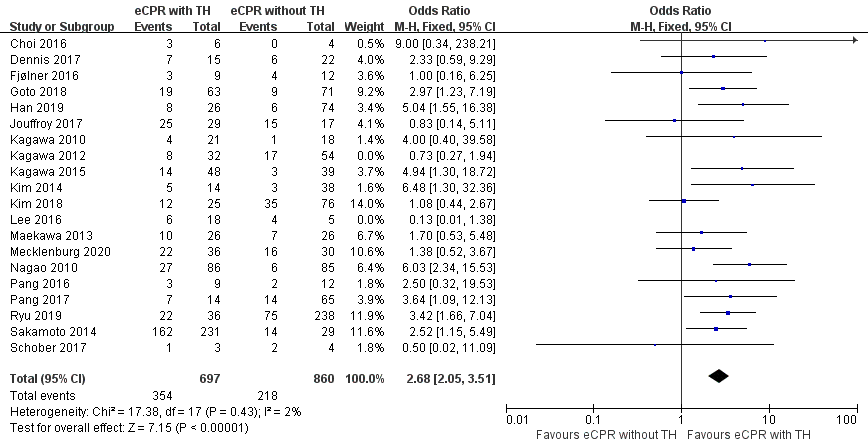 eCPR with TH eCPR without TH Odds Ratio Odds Ratio
Study or Subgroup Events Total Events Total Weight M-H, Fixed, 95% CI M-H, Fixed, 95% CI
Choi 2016 3 6 0 4 0.5% 9.00 [0.34, 238.21]
Dennis 2017 7 15 6 22 4.0% 2.33 [0.59, 9.29]
Fjølner 2016 3 9 4 12 3.4% 1.00 [0.16, 6.25]
Goto 2018 19 63 9 71 8.9% 2.97 [1.23, 7.19]
Han 2019 8 26 6 74 3.3% 5.04 [1.55, 16.38]
Jouffroy 2017 25 29 15 17 4.1% 0.83 [0.14, 5.11]
Kagawa 2010 4 21 1 18 1.3% 4.00 [0.40, 39.58]
Kagawa 2012 8 32 17 54 0.0% 0.73 [0.27, 1.94]
Kagawa 2015 14 48 3 39 3.5% 4.94 [1.30, 18.72]
Kim 2014 5 14 3 38 1.5% 6.48 [1.30, 32.36]
Kim 2018 12 25 35 76 14.0% 1.08 [0.44, 2.67]
Lee 2016 6 18 4 5 0.0% 0.13 [0.01, 1.38]
Maekawa 2013 10 26 7 26 6.5% 1.70 [0.53, 5.48]
Mecklenburg 2020 22 36 16 30 10.3% 1.38 [0.52, 3.67]
Nagao 2010 27 86 6 85 6.4% 6.03 [2.34, 15.53]
Pang 2016 3 9 2 12 1.8% 2.50 [0.32, 19.53]
Pang 2017 7 14 14 65 3.9% 3.64 [1.09, 12.13]
Ryu 2019 22 36 75 238 11.9% 3.42 [1.66, 7.04]
Sakamoto 2014 162 231 14 29 11.3% 2.52 [1.15, 5.49]
Schober 2017 1 3 2 4 1.8% 0.50 [0.02, 11.09]
Total (95% CI) 697 860 100.0% 2.68 [2.05, 3.51]
Total events 354 218
Heterogeneity: Chi² = 17.38, df = 17 (P = 0.43); I² = 2%
Test for overall effect: Z = 7.15 (P < 0.00001)
0.01 0.1 1 10 100
Favours eCPR without TH Favours eCPR with TH